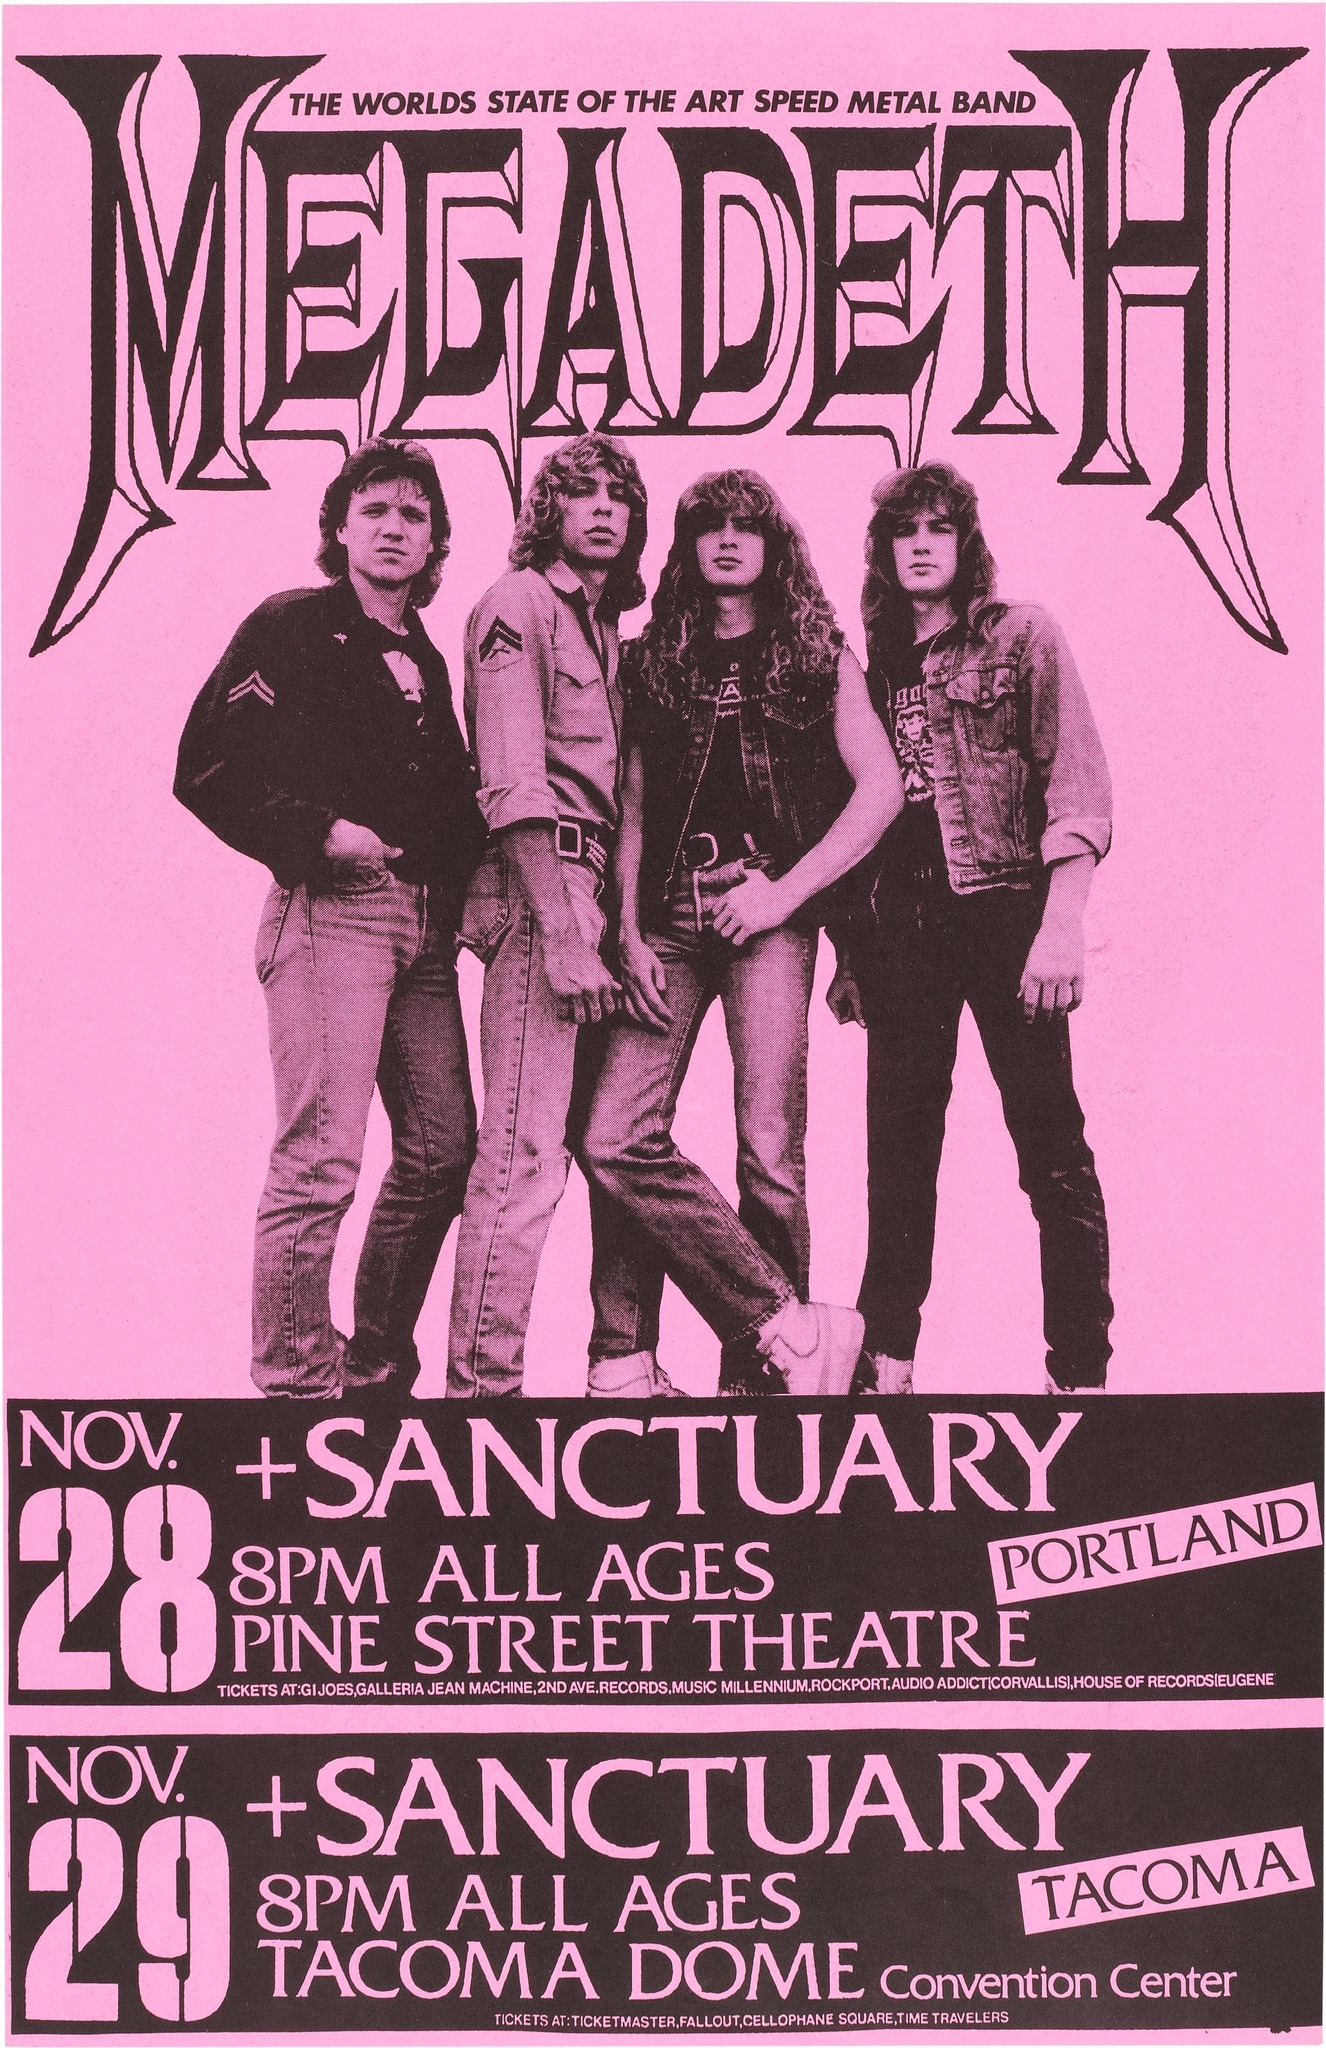 THE WORLDS STATE OF THE ART SPEED METAL BAND
MEGADETH
NOV.
28
+SANCTUARY
8PM ALL AGES
PINE STREET THEATRE
PORTLAND
TICKETS AT:GI JOES,GALLERIA JEAN MACHINE,2ND AVE.RECORDS,MUSIC MILLENNIUM,ROCKPORT,AUDIO ADDICT(CORVALLIS),HOUSE OF RECORDS(EUGENE
NOV.
29
+SANCTUARY
8PM ALL AGES
TACOMA DOME Convention Center
TACOMA
TICKETS AT:TICKETMASTER,FALLOUT,CELLOPHANE SQUARE,TIME TRAVELERS